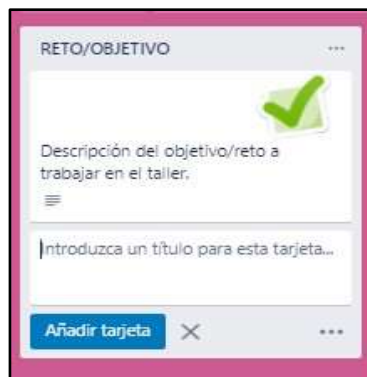 RETO/OBJETIVO
Descripción del objetivo/reto a
trabajar en el taller.
Introduzca un título para esta tarjeta...
Añadir tarjeta